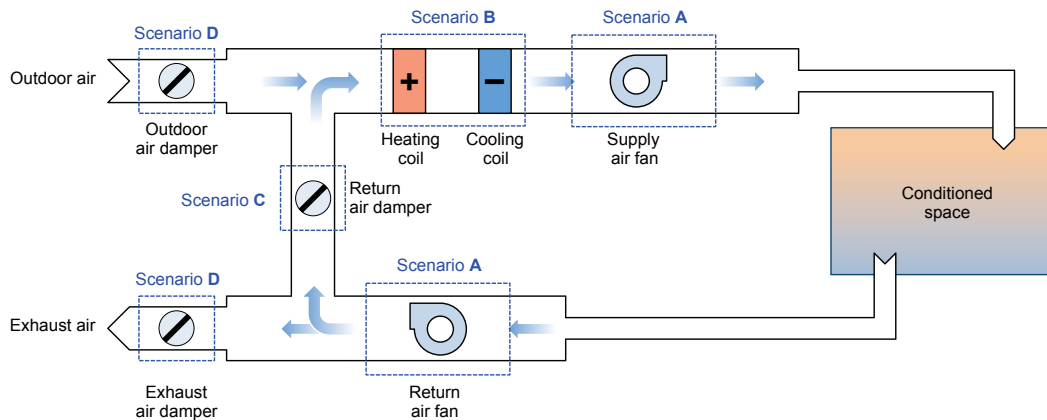 Scenario D
Scenario B
Scenario A
Outdoor air
+
−
Outdoor
air damper
Heating
coil
Cooling
coil
Supply
air fan
Scenario C
Return
air damper
Conditioned
space
Scenario D
Scenario A
Exhaust air
Exhaust
air damper
Return
air fan